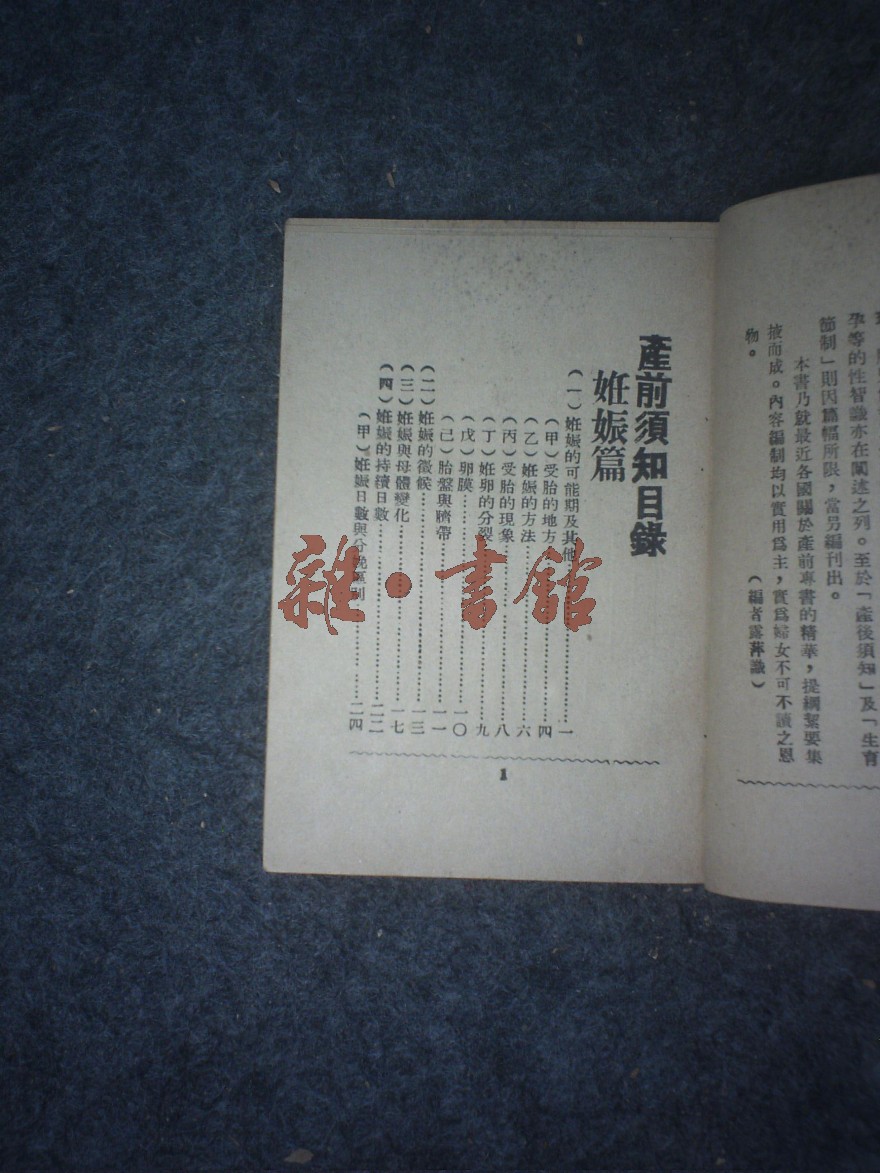 孕等的性智識亦在闡述之列。至於「產後須知」及「生育
節制」則因篇幅所限，當另編刊出。
本書乃就最近各國關於產前專書的精華，提綱絜要集
掖而成。內容編制均以實用爲主，實爲婦女不可不讀之恩
物。
（編者露萍識）
產前須知目錄
姙娠篇
（一）姙娠的可能期及其他……一
（甲）受胎的地方……四
（乙）姙娠的方法……六
（丙）受胎的現象……八
（丁）姙卵的分裂……九
（戊）卵膜……一〇
（己）胎盤與臍帶……一一
（二）姙娠的徵候……一三
（三）姙娠與母體變化……一七
（四）姙娠的持續日數……二二
（甲）姙娠日數與分娩區別……二四
1
雜·書館